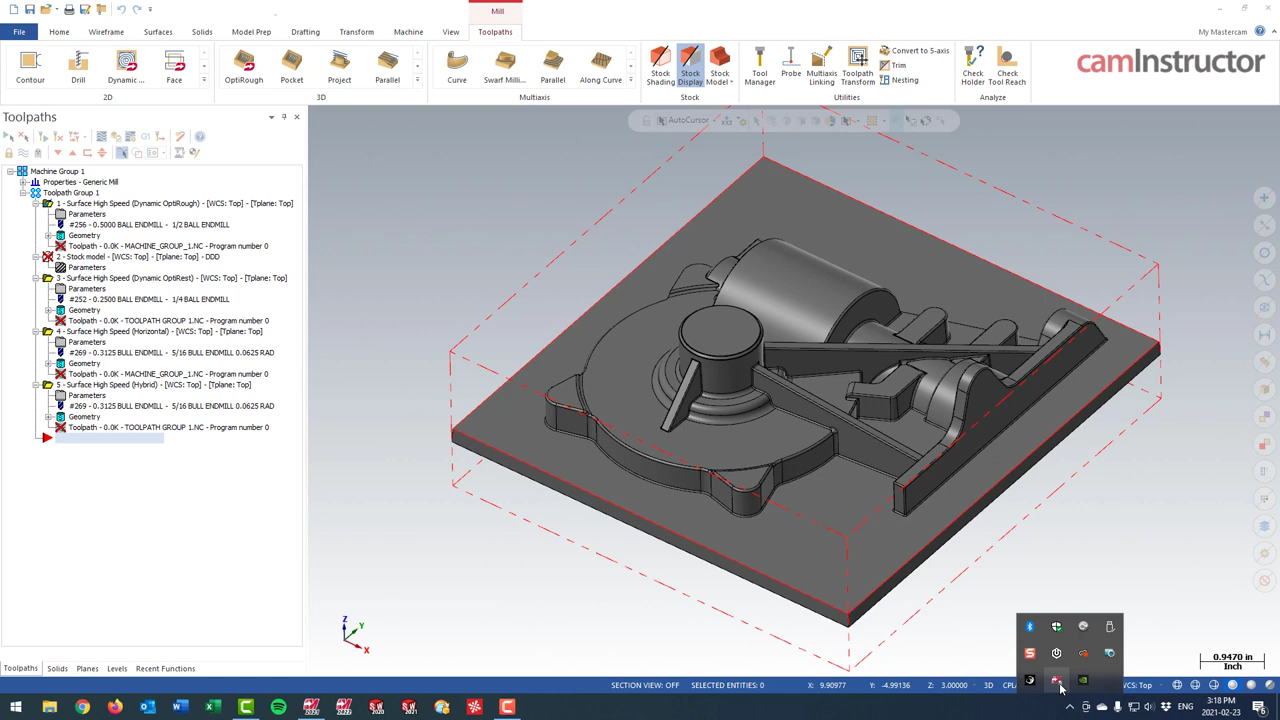 Mill
File
Home
Wireframe
Surfaces
Solids
Model Prep
Drafting
Transform
Machine
View
Toolpaths
My Mastercam
Contour
Drill
Dynamic ...
Face
2D
OptiRough
Pocket
Project
Parallel
3D
Curve
Swarf Milli...
Parallel
Along Curve
Multiaxis
Stock Shading
Stock Display
Stock Model
Stock
Tool Manager
Probe
Multiaxis Linking
Toolpath Transform
Convert to 5-axis
Trim
Nesting
Utilities
Check Holder
Check Tool Reach
Analyze
camInstructor
Toolpaths
AutoCursor
G1
Machine Group 1
Properties - Generic Mill
Toolpath Group 1
1 - Surface High Speed (Dynamic OptiRough) - [WCS: Top] - [Tplane: Top]
Parameters
#256 - 0.5000 BALL ENDMILL - 1/2 BALL ENDMILL
Geometry
Toolpath - 0.0K - MACHINE_GROUP_1.NC - Program number 0
2 - Stock model - [WCS: Top] - [Tplane: Top] - DDD
Parameters
3 - Surface High Speed (Dynamic OptiRest) - [WCS: Top] - [Tplane: Top]
Parameters
#252 - 0.2500 BALL ENDMILL - 1/4 BALL ENDMILL
Geometry
Toolpath - 0.0K - TOOLPATH GROUP 1.NC - Program number 0
4 - Surface High Speed (Horizontal) - [WCS: Top] - [Tplane: Top]
Parameters
#269 - 0.3125 BULL ENDMILL - 5/16 BULL ENDMILL 0.0625 RAD
Geometry
Toolpath - 0.0K - MACHINE_GROUP_1.NC - Program number 0
5 - Surface High Speed (Hybrid) - [WCS: Top] - [Tplane: Top]
Parameters
#269 - 0.3125 BULL ENDMILL - 5/16 BULL ENDMILL 0.0625 RAD
Geometry
Toolpath - 0.0K - TOOLPATH GROUP 1.NC - Program number 0
Z
Y
X
0.9470 in
Inch
Toolpaths
Solids
Planes
Levels
Recent Functions
SECTION VIEW: OFF
SELECTED ENTITIES: 0
X: 9.90977
Y: -4.99136
Z: 3.00000
3D
CPL
WCS: Top
3:18 PM
2021-02-23